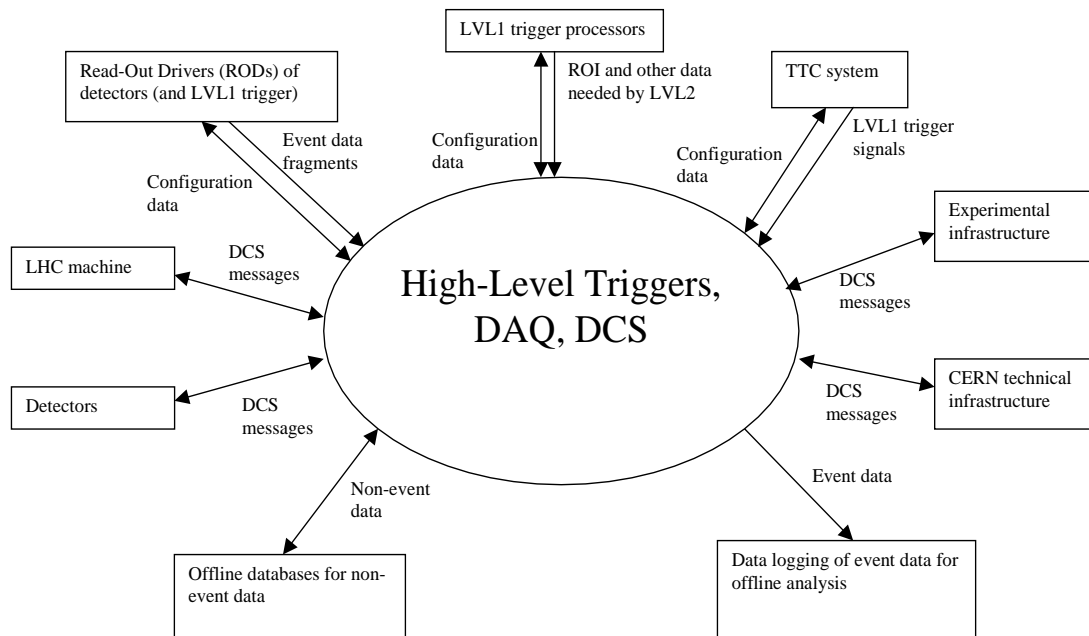 LVL1 trigger processors
Read-Out Drivers (RODs) of
detectors (and LVL1 trigger)
TTC system
ROI and other data
needed by LVL2
Event data
fragments
Configuration
data
Configuration
data
Configuration
data
LVL1 trigger
signals
LHC machine
DCS
messages
Experimental
infrastructure
DCS
messages
High-Level Triggers,
DAQ, DCS
Detectors
DCS
messages
CERN technical
infrastructure
DCS
messages
Non-event
data
Event data
Offline databases for non-
event data
Data logging of event data for
offline analysis